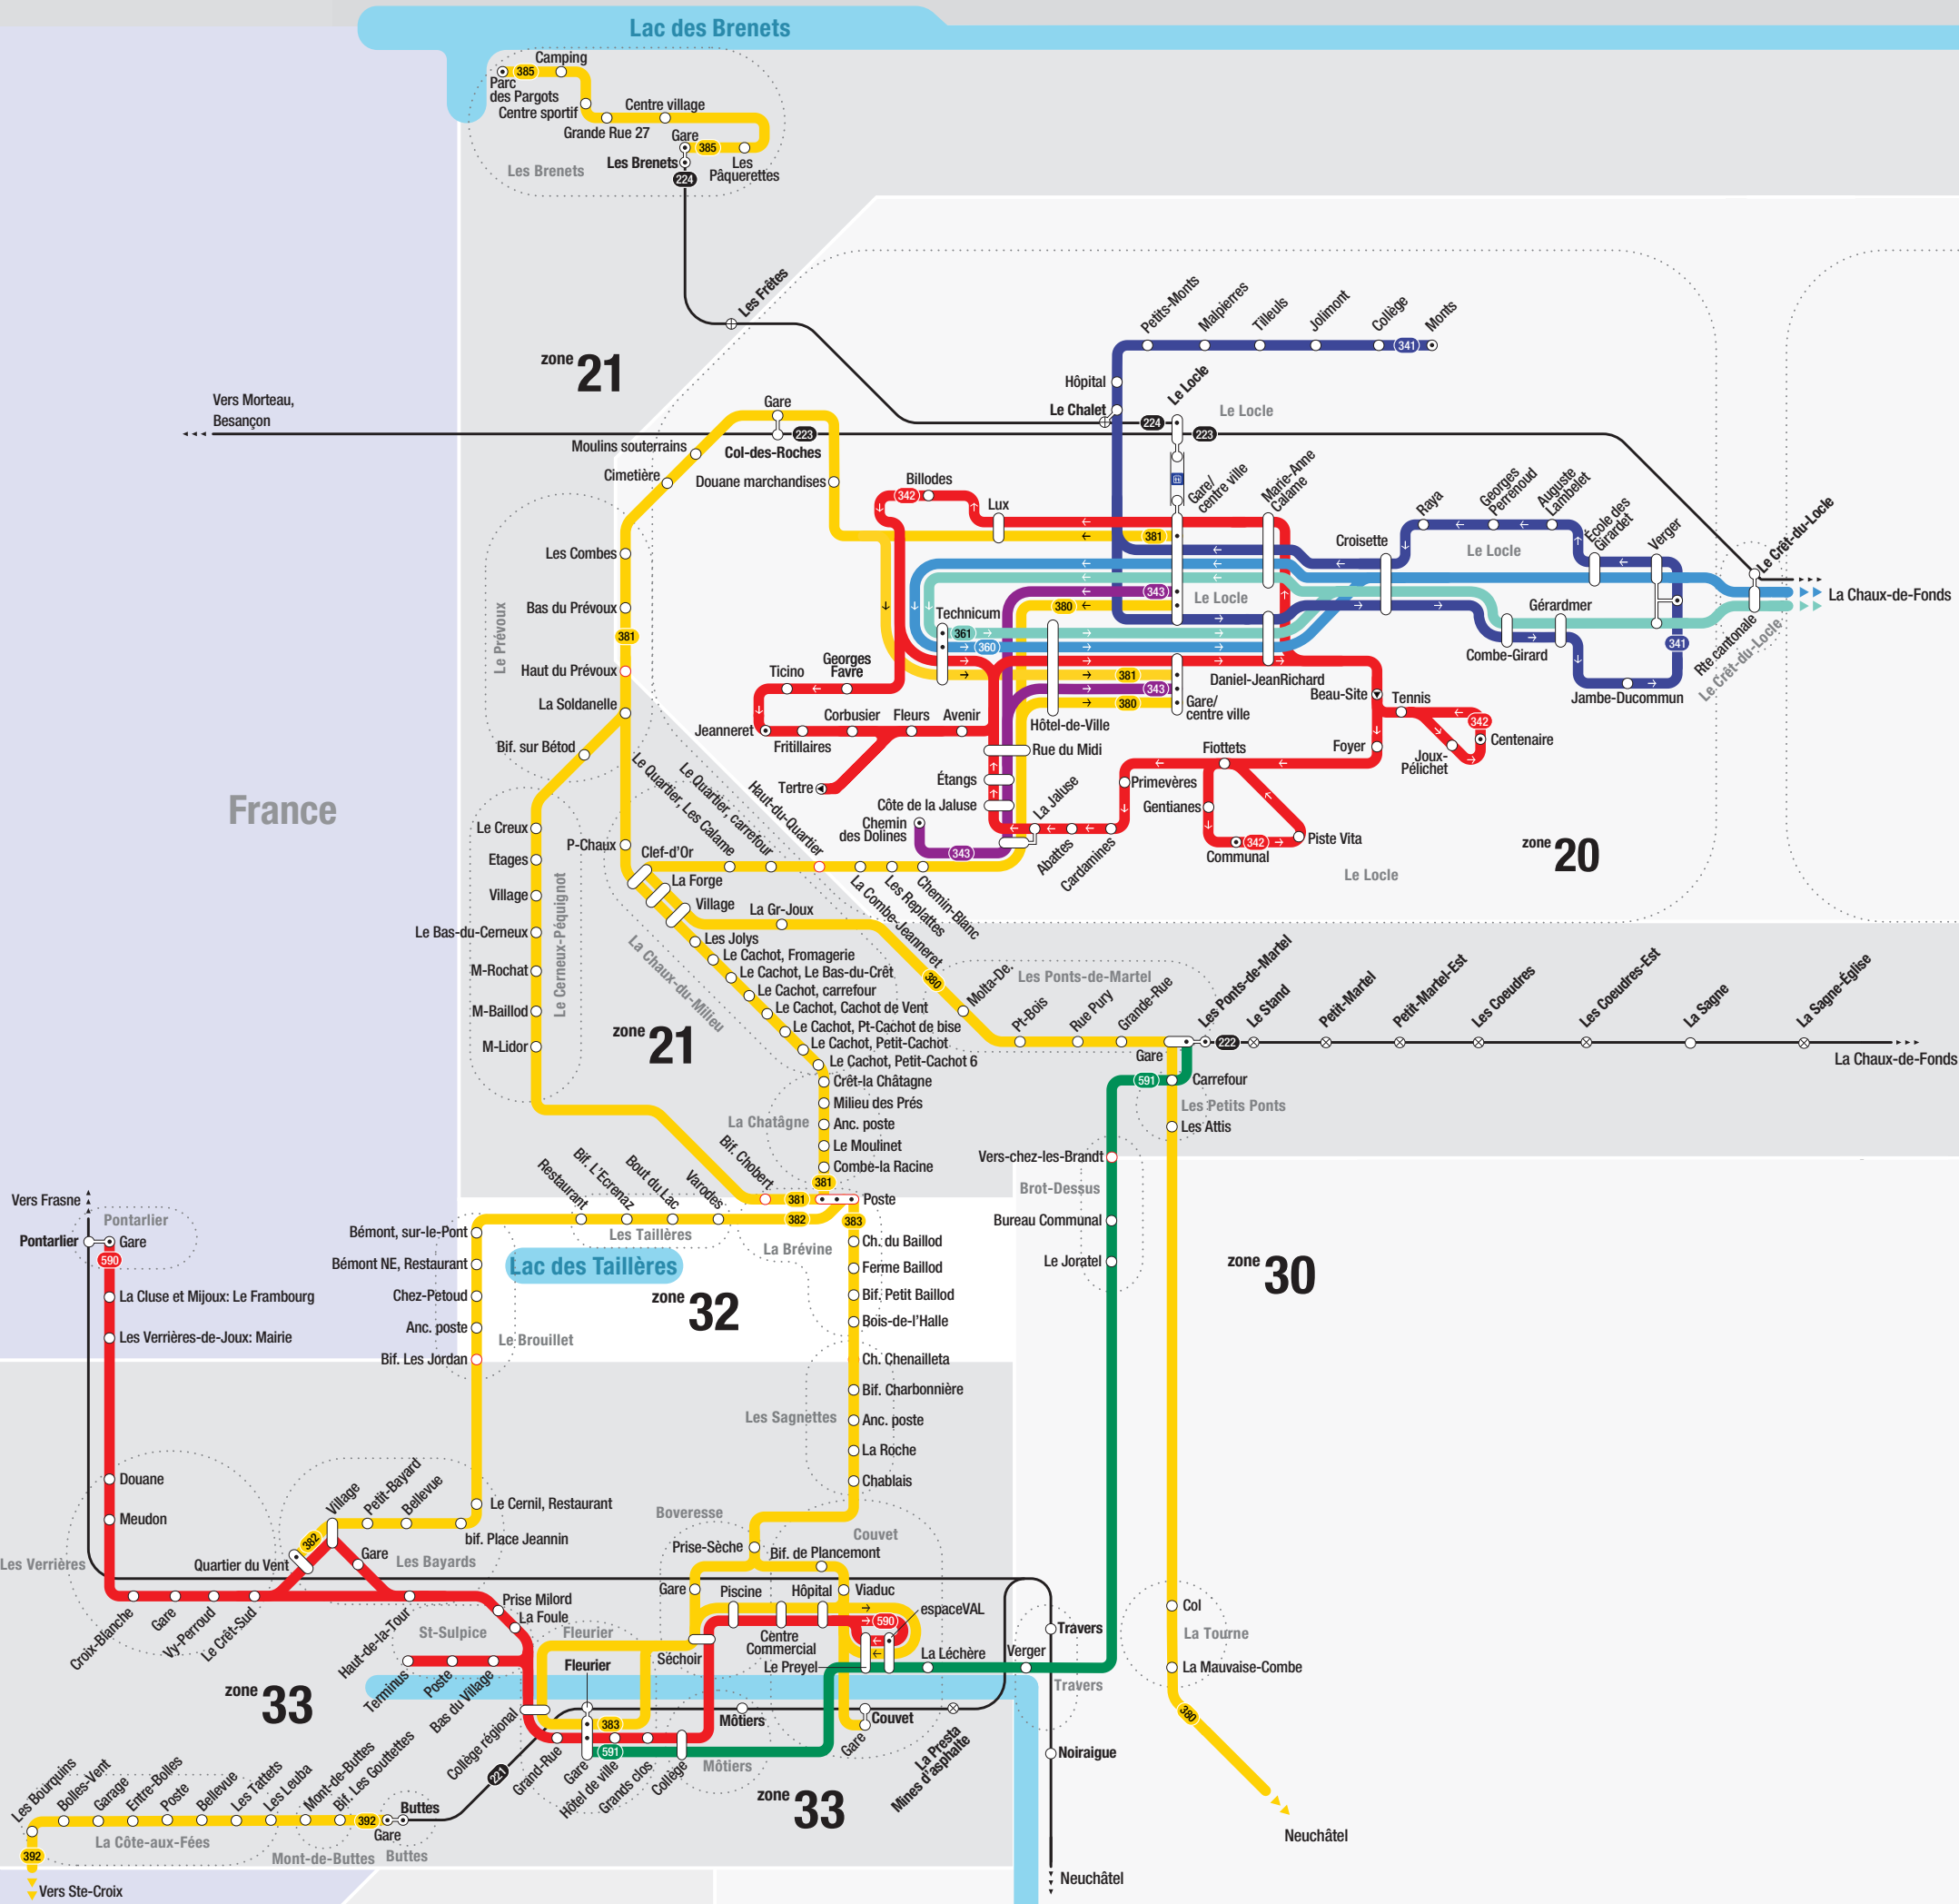 Lac des Brenets
Camping
385
Parc
des Pargots
Centre sportif
Centre village
Grande Rue 27
Gare
385
Les Brenets
Les
Pâquerettes
Les Brenets
224
Les Frêtes
zone 21
Vers Morteau,
Besançon
Petits-Monts
Malpierres
Tilleuls
Jolimont
Collège
341
Monts
Hôpital
Le Chalet
224
Le Locle
Le Locle
223
Gare
223
Col-des-Roches
Moulins souterrains
Cimetière
Douane marchandises
Billodes
342
Lux
Gare/
centre ville
Marie-Anne
Calame
381
Croisette
Raya
Georges
Perrenoud
Auguste
Lambelet
École des
Girardet
Verger
Le Locle
Le Crêt-du-Locle
La Chaux-de-Fonds
Les Combes
Bas du Prévoux
Le Prévoux
381
Haut du Prévoux
La Soldanelle
Bif. sur Bétod
343
Le Locle
380
Technicum
361
360
Gérardmer
Combe-Girard
341
Jambe-Ducommun
Rte cantonale
Le Crêt-du-Locle
Ticino
Georges
Favre
381
343
380
Daniel-JeanRichard
Gare/
centre ville
Hôtel-de-Ville
Beau-Site
Tennis
342
Centenaire
Joux-
Pélichet
Foyer
Jeanneret
Fritillaires
Corbusier
Fleurs
Avenir
Tertre
Rue du Midi
Étangs
Côte de la Jaluse
Chemin
des Dolines
343
La Jaluse
Abattes
Cardamines
Primevères
Fiottets
Gentianes
342
Communal
Piste Vita
Le Locle
zone 20
France
Le Creux
Etages
Village
Le Bas-du-Cerneux
M-Rochat
M-Baillod
M-Lidor
Le Cerneux-Péquignot
P-Chaux
Clef-d'Or
La Forge
Village
Le Quartier, Les Calame
Le Quartier, carrefour
Haut-du-Quartier
La Combe-Jeanneret
Les Replattes
Chemin-Blanc
La Gr-Joux
380
Molta-De.
Les Jolys
Le Cachot, Fromagerie
Le Cachot, Le Bas-du-Crêt
Le Cachot, carrefour
Le Cachot, Cachot de Vent
Le Cachot, Pt-Cachot de bise
Le Cachot, Petit-Cachot
Le Cachot, Petit-Cachot 6
La Chaux-du-Milieu
zone 21
Les Ponts-de-Martel
Pt-Bois
Rue Pury
Grande-Rue
Gare
Les Ponts-de-Martel
222
Le Stand
Petit-Martel
Petit-Martel-Est
Les Coeudres
Les Coeudres-Est
La Sagne
La Sagne-Église
La Chaux-de-Fonds
591
Carrefour
Les Petits Ponts
Les Attis
Crêt-la Châtagne
Milieu des Prés
La Chatâgne
Anc. poste
Le Moulinet
Combe-la Racine
381
Bif. Chobert
381
Poste
382
383
Restaurant
Bif. L'Ecrenaz
Bout du Lac
Varodes
Les Taillères
La Brévine
Vers-chez-les-Brandt
Brot-Dessus
Bureau Communal
Le Joratel
zone 30
Vers Frasne
Pontarlier
Pontarlier
Gare
590
La Cluse et Mijoux: Le Frambourg
Les Verrières-de-Joux: Mairie
Bémont, sur-le-Pont
Bémont NE, Restaurant
Chez-Petoud
Anc. poste
Le Brouillet
Bif. Les Jordan
Lac des Taillères
zone 32
Ch. du Baillod
Ferme Baillod
Bif. Petit Baillod
Bois-de-l'Halle
Ch. Chenailleta
Bif. Charbonnière
Les Sagnettes
Anc. poste
La Roche
Chablais
Douane
Meudon
Les Verrières
Village
Petit-Bayard
Bellevue
Le Cernil, Restaurant
bif. Place Jeannin
382
Quartier du Vent
Gare
Les Bayards
Croix-Blanche
Gare
Vy-Perroud
Le Crêt-Sud
Haut-de-la-Tour
Prise Milord
La Foule
St-Sulpice
Terminus
Poste
Bas du Village
zone 33
Boveresse
Prise-Sèche
Couvet
Bif. de Plancemont
Gare
Piscine
Hôpital
Viaduc
590
espaceVAL
Centre
Commercial
Séchoir
Le Preyel
La Léchère
Verger
Travers
Travers
Fleurier
Fleurier
383
591
Collège régional
Grand-Rue
Gare
Hôtel de ville
Grands clos
Collège
Môtiers
Môtiers
Couvet
Gare
La Presta
Mines d'asphalte
Noiraigue
Neuchâtel
zone 33
221
Col
La Tourne
La Mauvaise-Combe
380
Neuchâtel
Les Bourquins
Bolles-Vent
Garage
Entre-Bolles
Poste
Bellevue
Les Tattets
Les Leuba
Mont-de-Buttes
Bif. Les Gouttettes
392
Buttes
Gare
La Côte-aux-Fées
Mont-de-Buttes
Buttes
392
Vers Ste-Croix